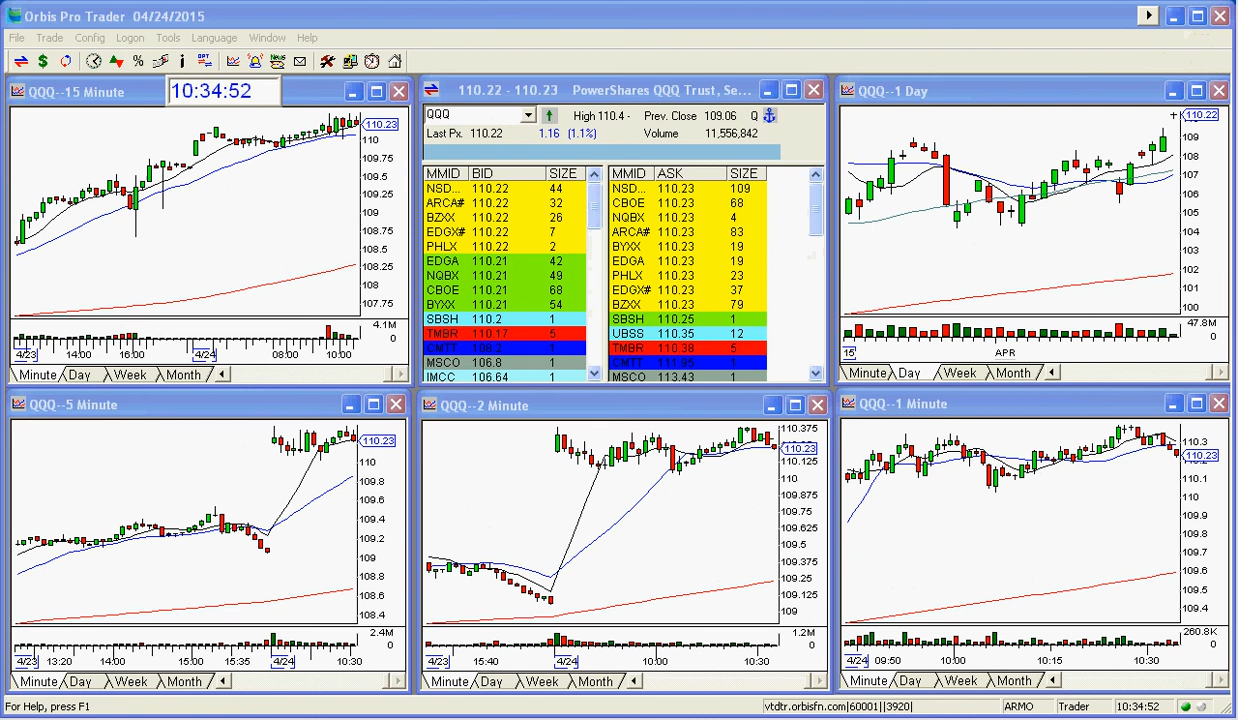 Orbis Pro Trader 04/24/2015
File Trade Config Logon Tools Language Window Help
QQQ--15 Minute
10:34:52
110.23
110
109.75
109.5
109.25
109
108.75
108.5
108.25
108
107.75
4.1M
0
4/23 14:00 16:00 4/24 08:00 10:00
Minute Day Week Month
110.22 - 110.23 PowerShares QQQ Trust, Se...
QQQ High 110.4 - Prev. Close 109.06 Q
Last Px. 110.22 1.16 (1.1%) Volume 11,556,842
MMID BID SIZE MMID ASK SIZE
NSD... 110.22 44 NSD... 110.23 109
ARCA# 110.22 32 CBOE 110.23 68
BZXX 110.22 26 NQBX 110.23 4
EDGX# 110.22 7 ARCA# 110.23 83
PHLX 110.22 2 BYXX 110.23 19
EDGA 110.21 42 EDGA 110.23 19
NQBX 110.21 49 PHLX 110.23 23
CBOE 110.21 68 EDGX# 110.23 37
BYXX 110.21 54 BZXX 110.23 79
SBSH 110.2 1 SBSH 110.25 1
TMBR 110.17 5 UBSS 110.35 12
CMTT 108.2 1 TMBR 110.38 5
MSCO 106.8 1 CMTT 111.95 1
IMCC 106.64 1 MSCO 113.43 1
QQQ--1 Day
110.22
109
108
107
106
105
104
103
102
101
100
47.8M
0
15 APR
Minute Day Week Month
QQQ--5 Minute
110.23
110
109.8
109.6
109.4
109.2
109
108.8
108.6
108.4
2.4M
0
4/23 13:20 14:00 15:00 15:35 4/24 10:30
Minute Day Week Month
QQQ--2 Minute
110.375
110.23
110.125
110
109.875
109.75
109.625
109.5
109.375
109.25
109.125
109
1.2M
0
4/23 15:40 4/24 10:00 10:30
Minute Day Week Month
QQQ--1 Minute
110.3
110.23
110.1
110
109.9
109.8
109.7
109.6
109.5
109.4
260.8K
0
4/24 09:50 10:00 10:15 10:30
Minute Day Week Month
For Help, press F1 vtdtr.orbisfn.com|60001||3920| ARMO Trader 10:34:52